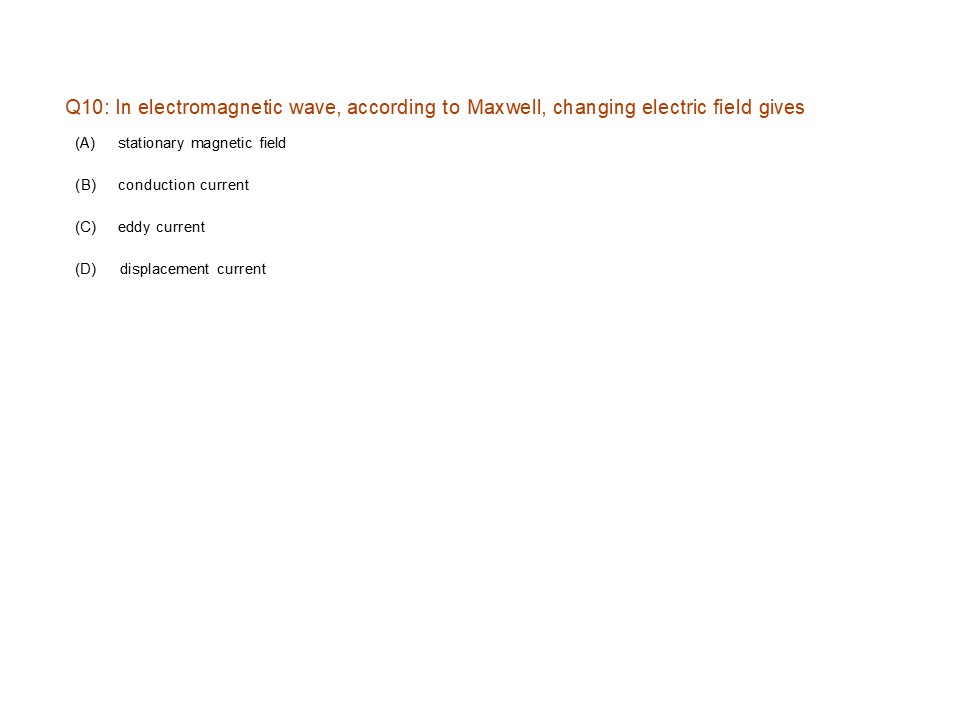 Q10: In electromagnetic wave, according to Maxwell, changing electric field gives
(A) stationary magnetic field
(B) conduction current
(C) eddy current
(D) displacement current